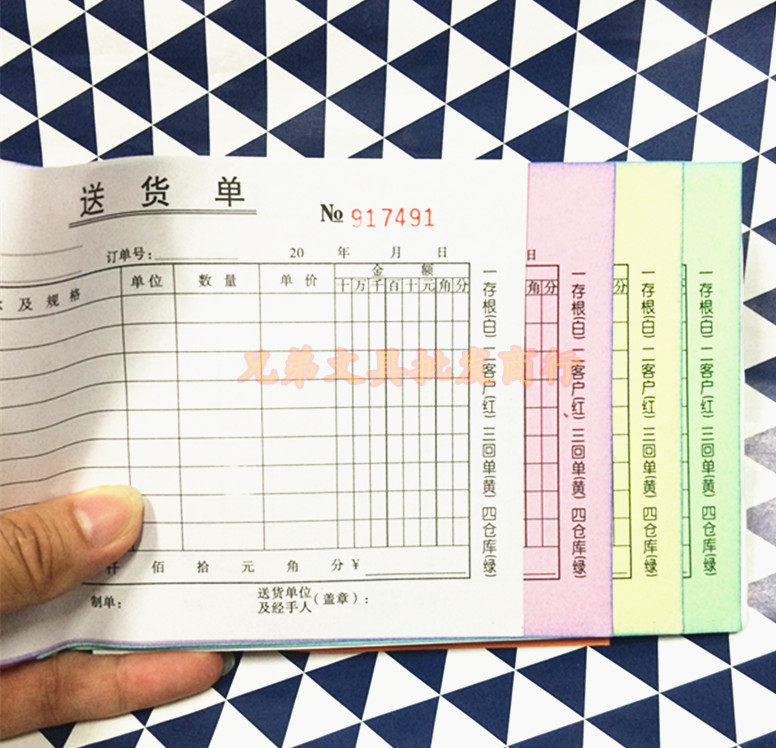 送货单
№ 917491
订单号: 20 年 月 日
及规格 单位 数量 单价 金额
十万千百十元角分
兄弟文具批发商行
仟 佰 拾 元 角 分 ¥
制单: 送货单位及经手人(盖章):
一存根(白) 二客户(红) 三回单(黄) 四仓库(绿)
日
角分
一存根(白) 二客户(红) 三回单(黄) 四仓库(绿)
分
一存根(白) 二客户(红) 三回单(黄) 四仓库(绿)
一存根(白) 二客户(红) 三回单(黄) 四仓库(绿)